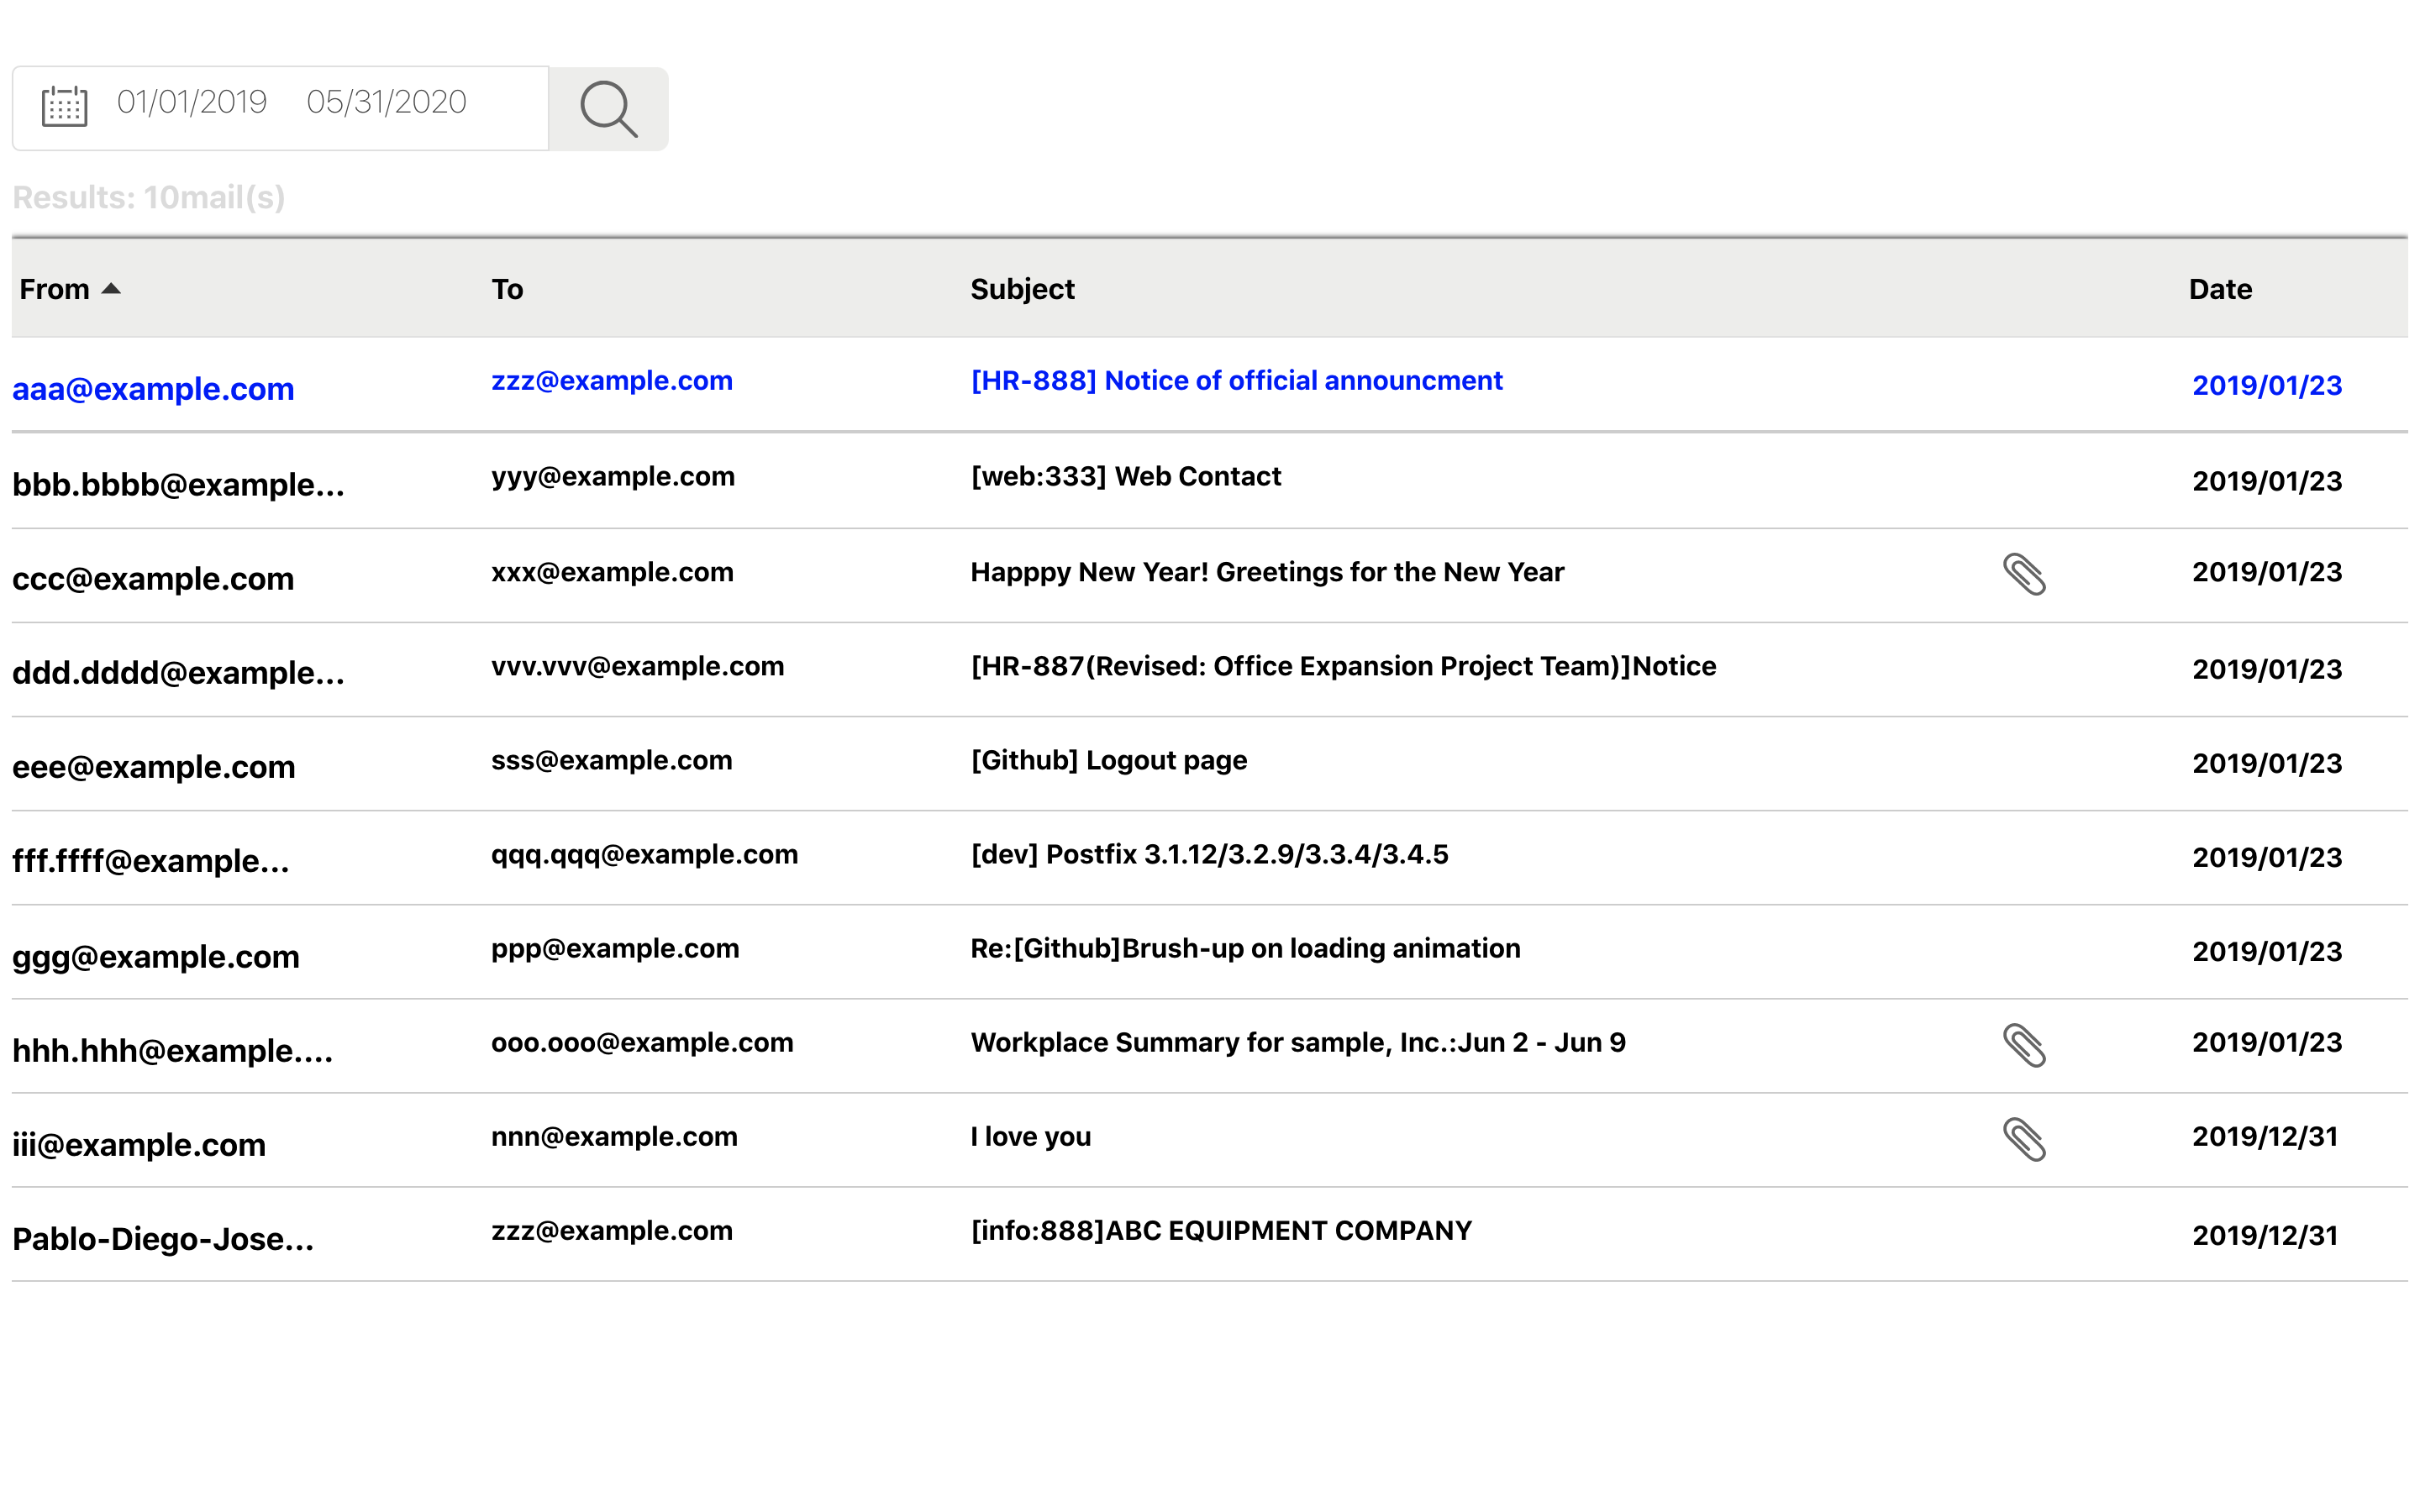 01/01/2019 05/31/2020
Results: 10mail(s)
From To Subject Date
aaa@example.com zzz@example.com [HR-888] Notice of official announcment 2019/01/23
bbb.bbbb@example... yyy@example.com [web:333] Web Contact 2019/01/23
ccc@example.com xxx@example.com Happpy New Year! Greetings for the New Year 2019/01/23
ddd.dddd@example... vvv.vvv@example.com [HR-887(Revised: Office Expansion Project Team)]Notice 2019/01/23
eee@example.com sss@example.com [Github] Logout page 2019/01/23
fff.ffff@example... qqq.qqq@example.com [dev] Postfix 3.1.12/3.2.9/3.3.4/3.4.5 2019/01/23
ggg@example.com ppp@example.com Re:[Github]Brush-up on loading animation 2019/01/23
hhh.hhh@example.... ooo.ooo@example.com Workplace Summary for sample, Inc.:Jun 2 - Jun 9 2019/01/23
iii@example.com nnn@example.com I love you 2019/12/31
Pablo-Diego-Jose... zzz@example.com [info:888]ABC EQUIPMENT COMPANY 2019/12/31